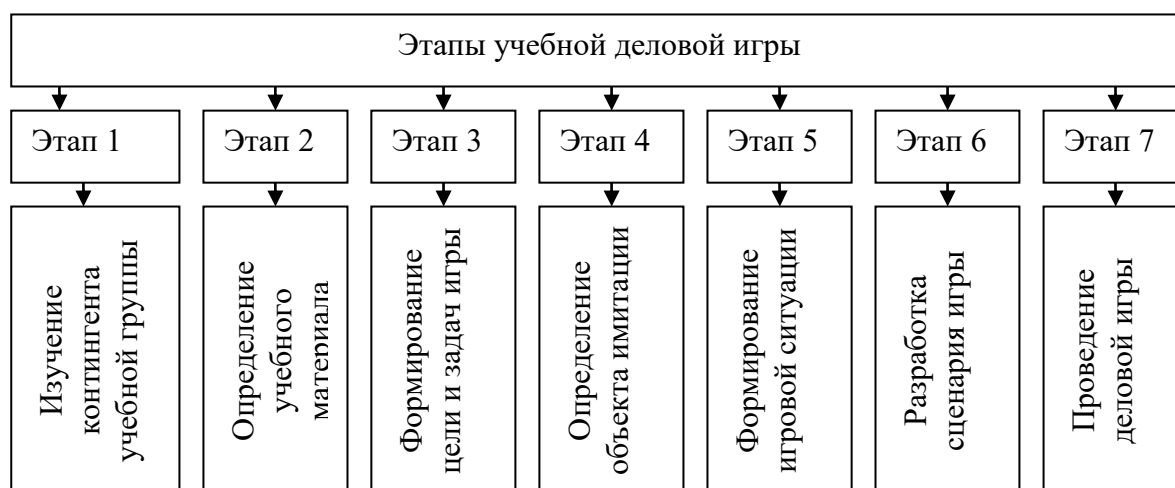 Этапы учебной деловой игры
Этап 1
Этап 2
Этап 3
Этап 4
Этап 5
Этап 6
Этап 7
Изучение
контингента
учебной группы
Определение
учебного
материала
Формирование
цели и задач игры
Определение
объекта имитации
Формирование
игровой ситуации
Разработка
сценария игры
Проведение
деловой игры